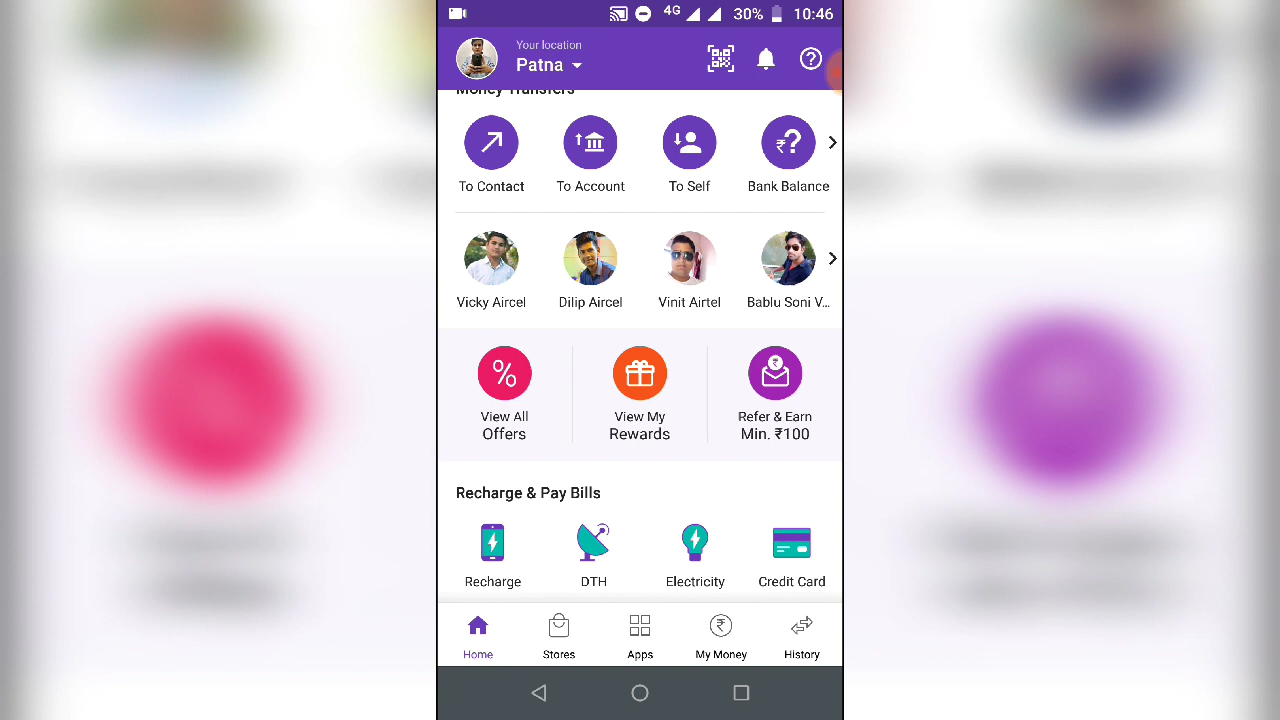 4G 30% 10:46
Your location
Patna
Money Transfers
To Contact To Account To Self Bank Balance
Vicky Aircel Dilip Aircel Vinit Airtel Bablu Soni V...
View All Offers
View My Rewards
Refer & Earn Min. ₹100
Recharge & Pay Bills
Recharge DTH Electricity Credit Card
Home Stores Apps My Money History